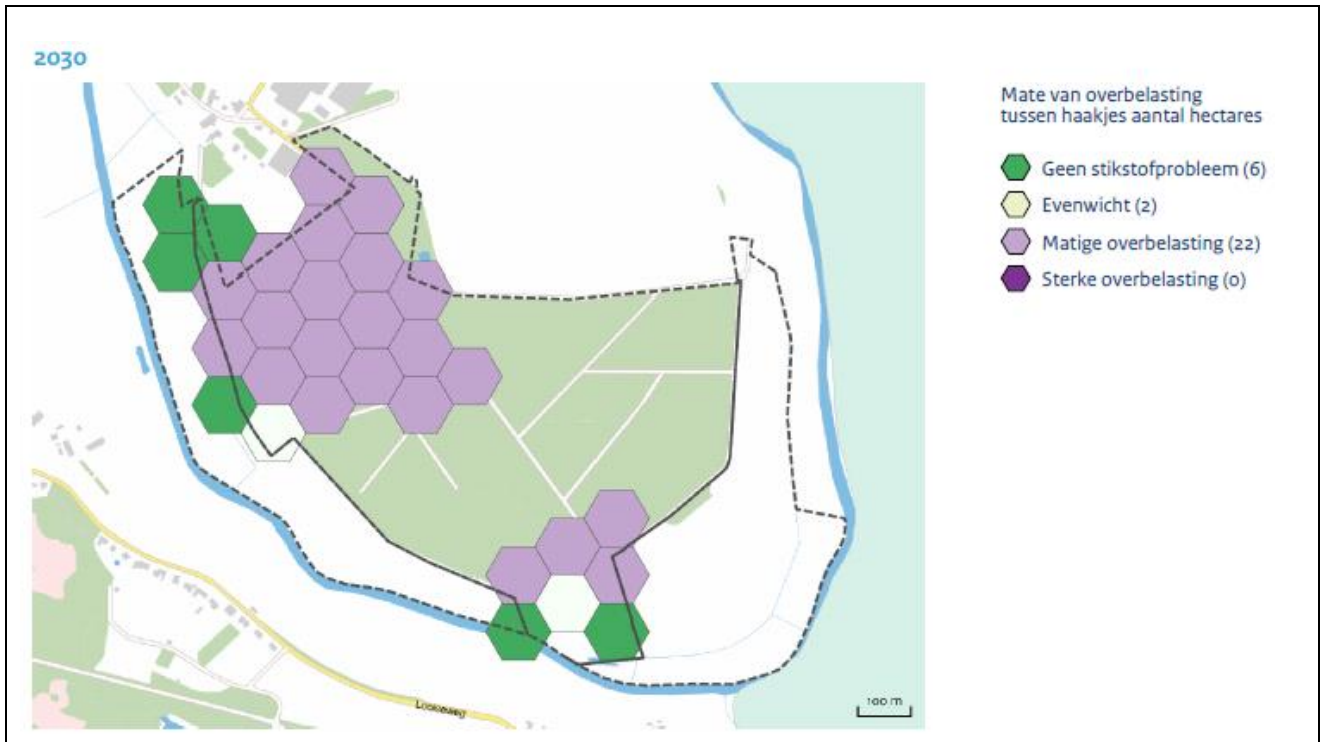 2030
Mate van overbelasting
tussen haakjes aantal hectares
Geen stikstofprobleem (6)
Evenwicht (2)
Matige overbelasting (22)
Sterke overbelasting (0)
100 m